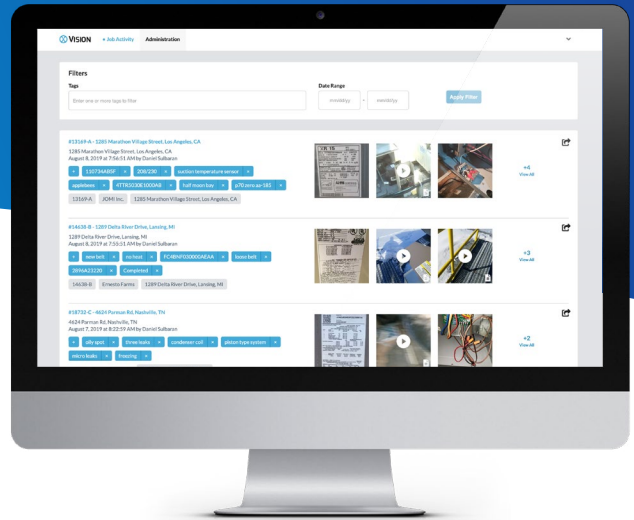 VISION + Job Activity Administration
Filters
Tags Date Range
Enter one or more tags to filter mm/dd/yy - mm/dd/yy Apply Filter
#13169-A - 1285 Marathon Village Street, Los Angeles, CA
1285 Marathon Village Street, Los Angeles, CA
August 8, 2019 at 7:56:51 AM by Daniel Sulbaran
208/230 × suction temperature sensor ×
applebees × 4TTR5030E1000AB × half moon bay ×
+4
View All
13169-A JOMI Inc. 1285 Marathon Village Street, Los Angeles, CA
#14638-B - 1289 Delta River Drive, Lansing, MI
1289 Delta River Drive, Lansing, MI
August 8, 2019 at 7:55:51 AM by Daniel Sulbaran
× new belt × no heat × loose belt ×
Completed ×
+3
View All
14638-B Ernesto Farms 1289 Delta River Drive, Lansing, MI
#18732-C - 4624 Parman Rd, Nashville, TN
4624 Parman Rd, Nashville, TN
August 7, 2019 at 8:22:59 AM by Daniel Sulbaran
× oily spot × three leaks × condenser coil × piston type system ×
micro leaks × freezing ×
+2
View All